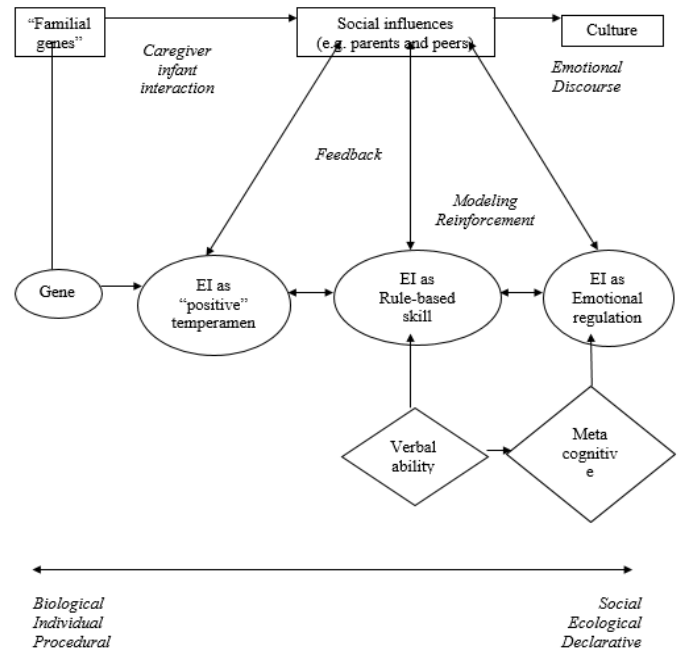 “Familial
genes”
Social influences
(e.g. parents and peers)
Culture
Caregiver
infant
interaction
Emotional
Discourse
Feedback
Modeling
Reinforcement
Gene
EI as
“positive”
temperamen
EI as
Rule-based
skill
EI as
Emotional
regulation
Verbal
ability
Meta
cognitiv
e
Biological
Individual
Procedural
Social
Ecological
Declarative